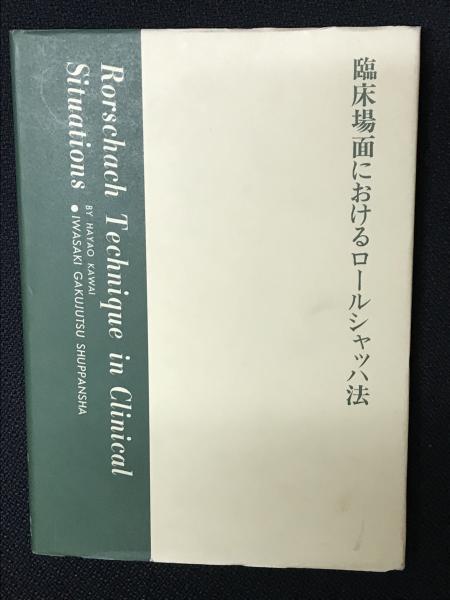 臨床場面におけるロールシャッハ法
Rorschach Technique in Clinical
Situations
BY HAYAO KAWAI
●IWASAKI GAKUJUTSU SHUPPANSHA